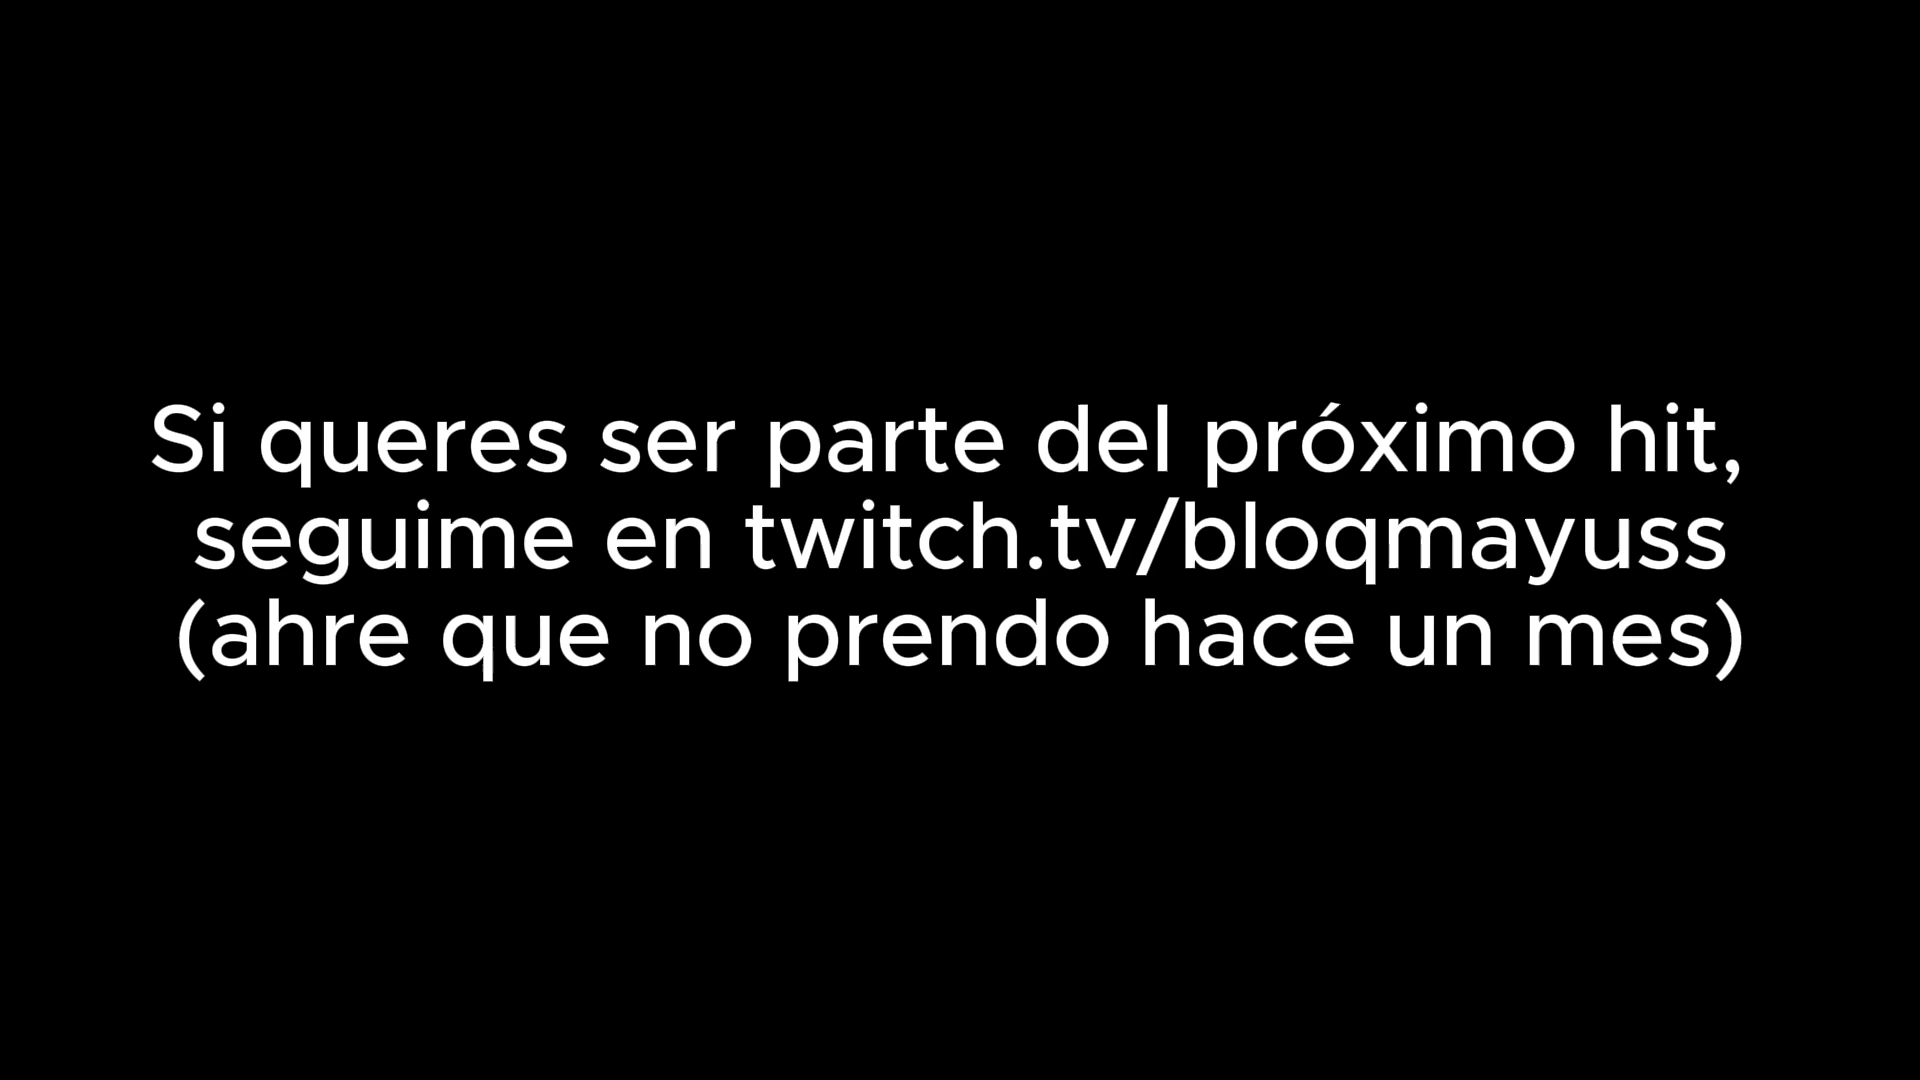 Si queres ser parte del próximo hit,
seguime en twitch.tv/bloqmayuss
(ahre que no prendo hace un mes)